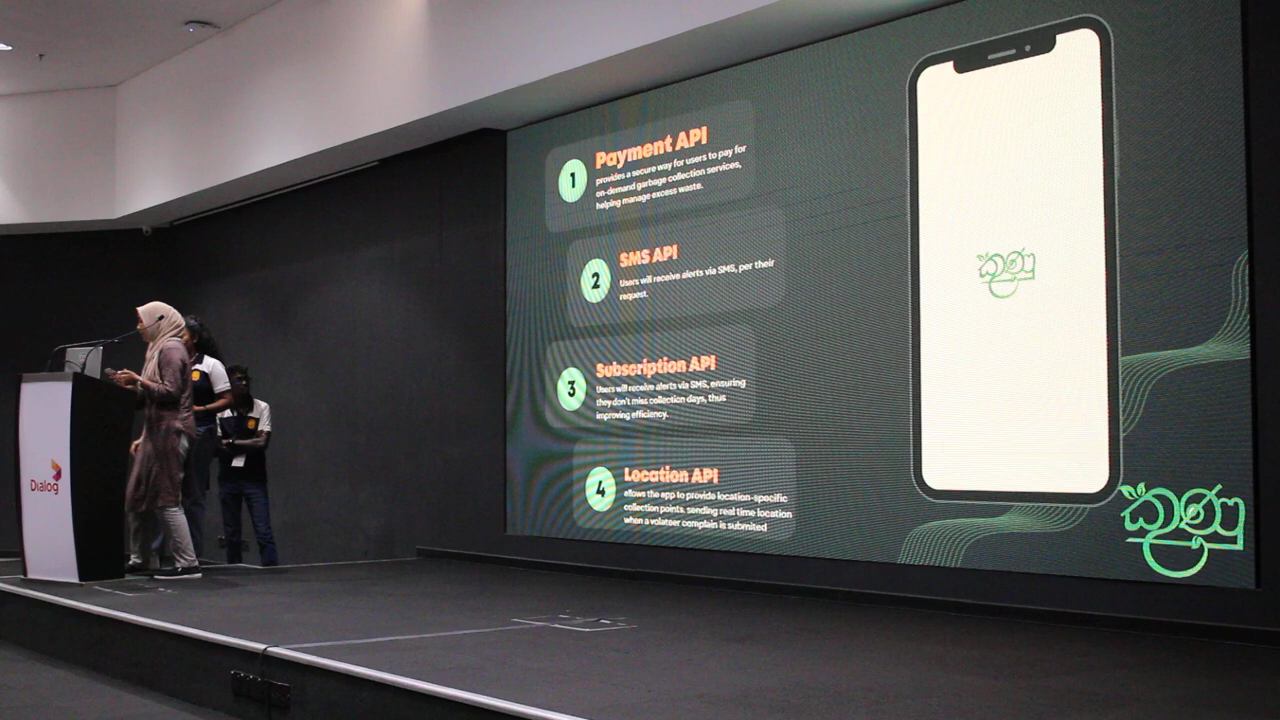 1
Payment API
provides a secure way for users to pay for
on-demand garbage collection services,
helping manage excess waste.
2
SMS API
Users will receive alerts via SMS, per their
request.
3
Subscription API
Users will receive alerts via SMS, ensuring
they don't miss collection days, thus
improving efficiency.
4
Location API
allows the app to provide location-specific
collection points, sending real time location
when a volateer complain is submited
කුණු
කුණු
Dialog